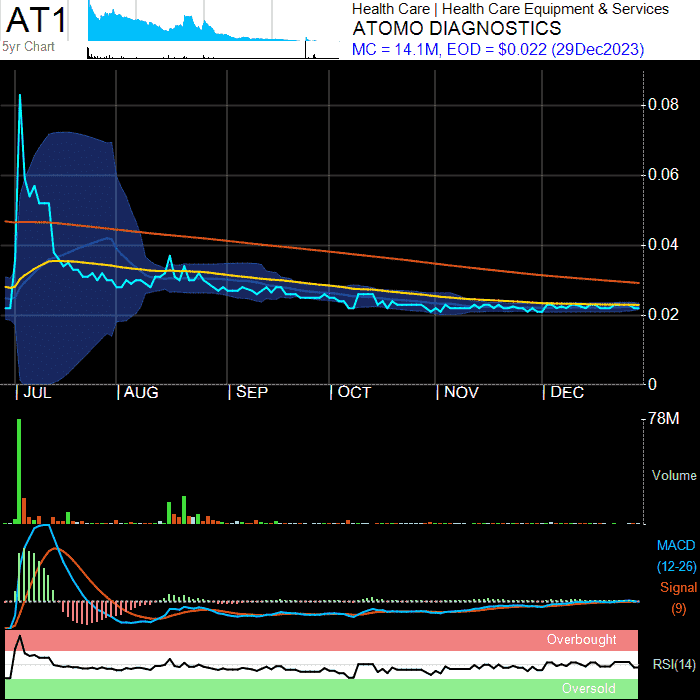 AT1
5yr Chart
Health Care | Health Care Equipment & Services
ATOMO DIAGNOSTICS
MC = 14.1M, EOD = $0.022 (29Dec2023)
0.08
0.06
0.04
0.02
0
| JUL | AUG | SEP | OCT | NOV | DEC
78M
Volume
MACD
(12-26)
Signal
(9)
Overbought
RSI(14)
Oversold